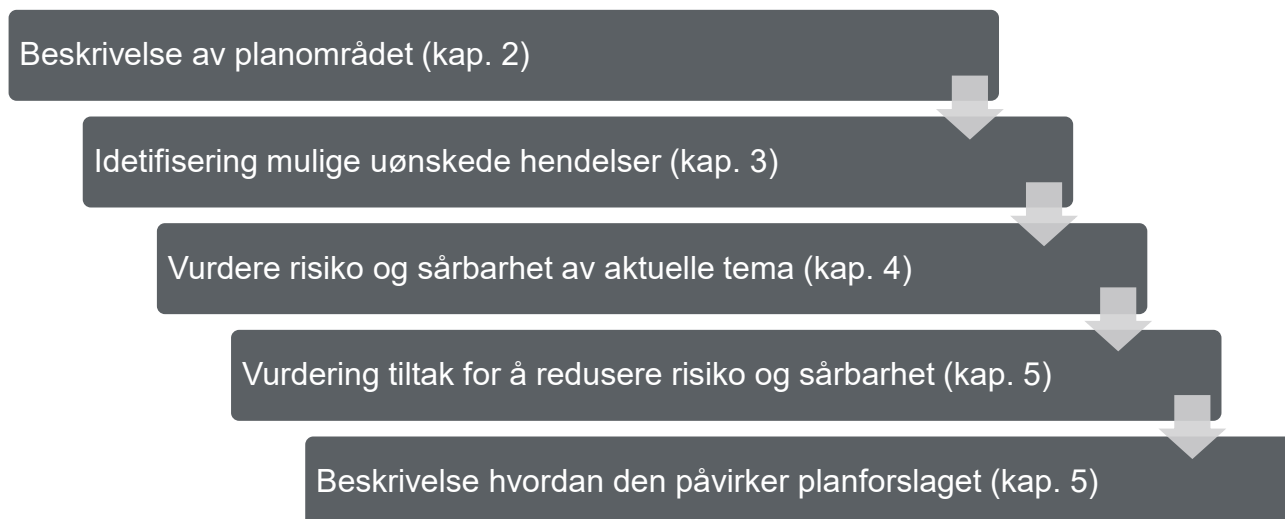 Beskrivelse av planområdet (kap. 2)
Idetifisering mulige uønskede hendelser (kap. 3)
Vurdere risiko og sårbarhet av aktuelle tema (kap. 4)
Vurdering tiltak for å redusere risiko og sårbarhet (kap. 5)
Beskrivelse hvordan den påvirker planforslaget (kap. 5)